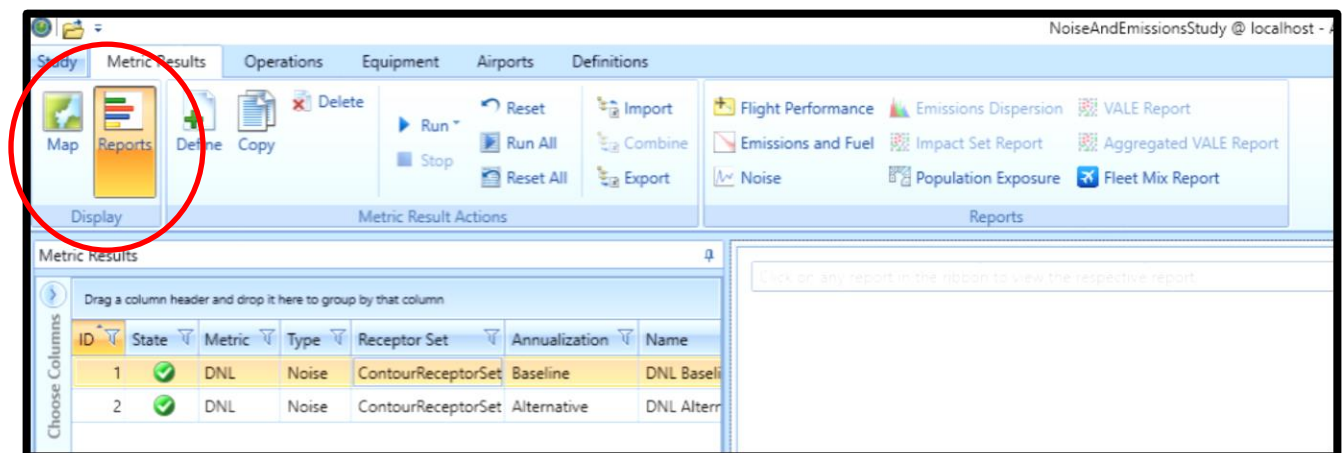 NoiseAndEmissionsStudy @ localhost -
Study Metric Results Operations Equipment Airports Definitions
Map Reports Define Copy Delete Run Stop Reset Run All Reset All Import Combine Export
Flight Performance Emissions Dispersion VALE Report
Emissions and Fuel Impact Set Report Aggregated VALE Report
Noise Population Exposure Fleet Mix Report
Display Metric Result Actions Reports
Metric Results
Click on any report in the ribbon to view the respective report
Choose Columns
Drag a column header and drop it here to group by that column
ID State Metric Type Receptor Set Annualization Name
1 DNL Noise ContourReceptorSet Baseline DNL Baseli
2 DNL Noise ContourReceptorSet Alternative DNL Altern